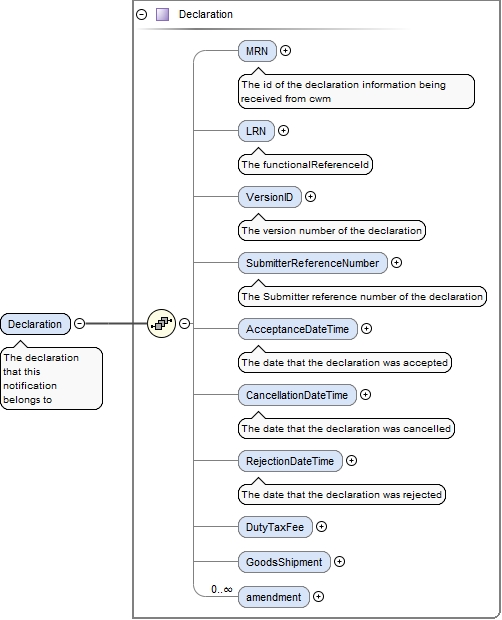 Declaration
MRN
The id of the declaration information being
received from cwm
LRN
The functionalReferenceId
VersionID
The version number of the declaration
SubmitterReferenceNumber
The Submitter reference number of the declaration
Declaration
The declaration
that this
notification
belongs to
AcceptanceDateTime
The date that the declaration was accepted
CancellationDateTime
The date that the declaration was cancelled
RejectionDateTime
The date that the declaration was rejected
DutyTaxFee
GoodsShipment
0..∞
amendment